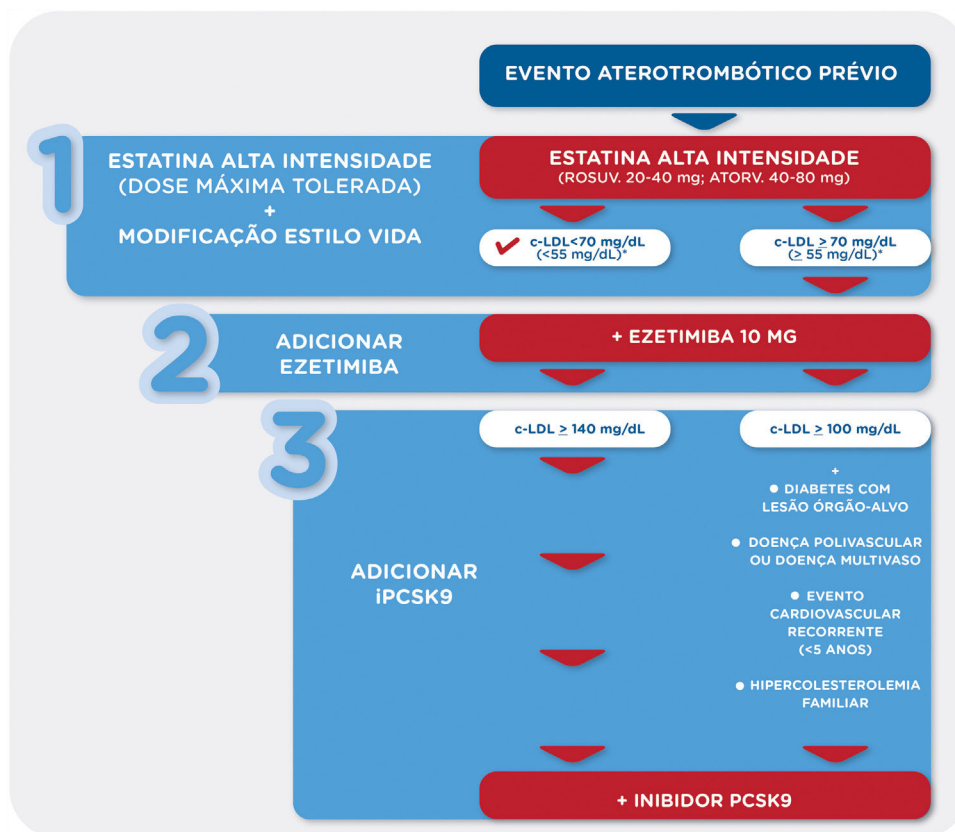 EVENTO ATEROTROMBÓTICO PRÉVIO
1
ESTATINA ALTA INTENSIDADE
(DOSE MÁXIMA TOLERADA)
+
MODIFICAÇÃO ESTILO VIDA
ESTATINA ALTA INTENSIDADE
(ROSUV. 20-40 mg; ATORV. 40-80 mg)
c-LDL<70 mg/dL
(<55 mg/dL)*
c-LDL ≥ 70 mg/dL
(≥ 55 mg/dL)*
2
ADICIONAR
EZETIMIBA
+ EZETIMIBA 10 MG
3
ADICIONAR
iPCSK9
c-LDL ≥ 140 mg/dL
c-LDL ≥ 100 mg/dL
+
● DIABETES COM
LESÃO ÓRGÃO-ALVO
● DOENÇA POLIVASCULAR
OU DOENÇA MULTIVASO
● EVENTO
CARDIOVASCULAR
RECORRENTE
(<5 ANOS)
● HIPERCOLESTEROLEMIA
FAMILIAR
+ INIBIDOR PCSK9